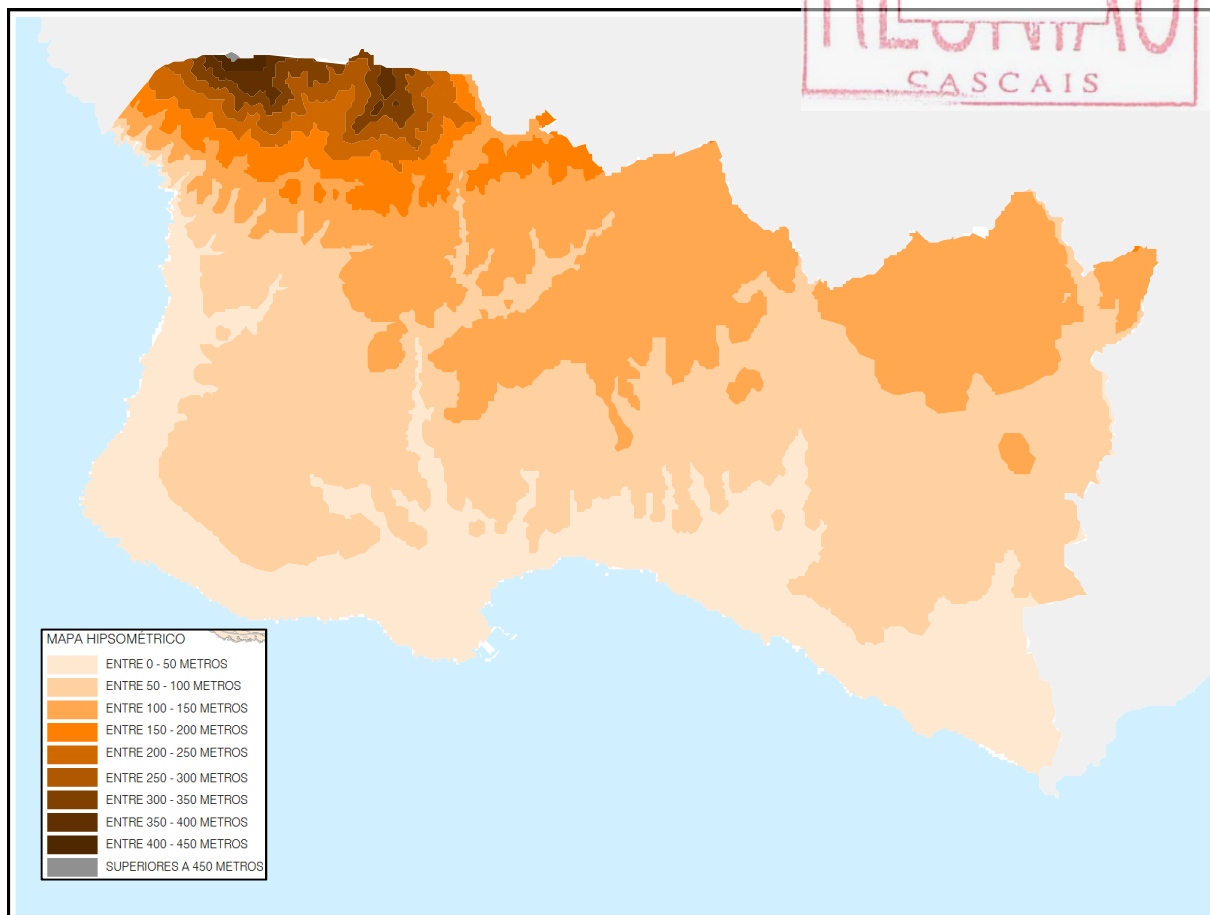 CASCAIS
MAPA HIPSOMÉTRICO
ENTRE 0 - 50 METROS
ENTRE 50 - 100 METROS
ENTRE 100 - 150 METROS
ENTRE 150 - 200 METROS
ENTRE 200 - 250 METROS
ENTRE 250 - 300 METROS
ENTRE 300 - 350 METROS
ENTRE 350 - 400 METROS
ENTRE 400 - 450 METROS
SUPERIORES A 450 METROS